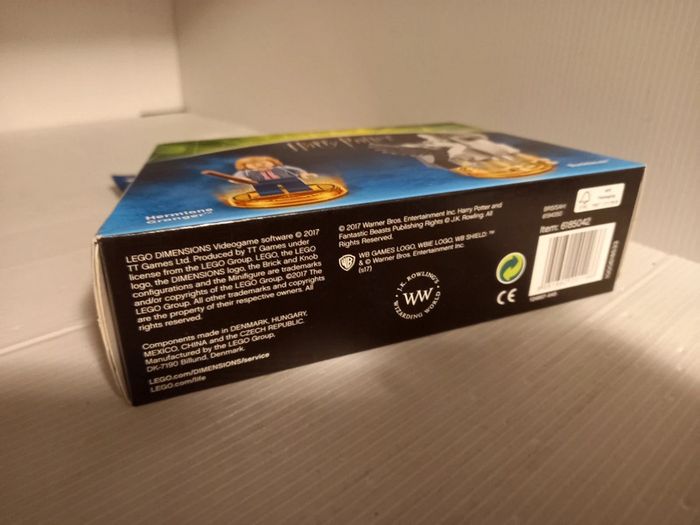 Harry Potter
Hermione
Granger™
Buckbeak™
LEGO DIMENSIONS Videogame software © 2017
TT Games Ltd. Produced by TT Games under
license from the LEGO Group. LEGO, the LEGO
logo, the DIMENSIONS logo, the Brick and Knob
configurations and the Minifigure are trademarks
and/or copyrights of the LEGO Group. ©2017 The
LEGO Group. All other trademarks and copyrights
are the property of their respective owners. All
rights reserved.
Components made in DENMARK, HUNGARY,
MEXICO, CHINA and the CZECH REPUBLIC.
Manufactured by the LEGO Group,
DK-7190 Billund, Denmark.
LEGO.com/DIMENSIONS/service
LEGO.com/life
© 2017 Warner Bros. Entertainment Inc. Harry Potter and
Fantastic Beasts Publishing Rights © J.K. Rowling. All
Rights Reserved.
WB GAMES LOGO, WBIE LOGO, WB SHIELD: ™
& © Warner Bros. Entertainment Inc.
(s17)
WB
J.K. ROWLING'S
WW
WIZARDING WORLD
CE
FSC
Item: 6185042